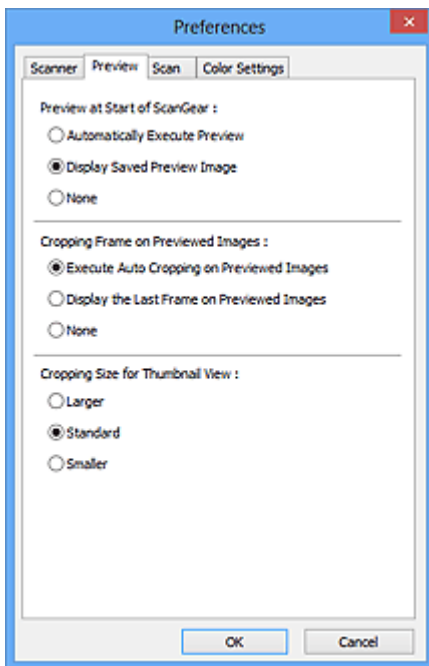 Preferences
Scanner Preview Scan Color Settings
Preview at Start of ScanGear :
Automatically Execute Preview
Display Saved Preview Image
None
Cropping Frame on Previewed Images :
Execute Auto Cropping on Previewed Images
Display the Last Frame on Previewed Images
None
Cropping Size for Thumbnail View :
Larger
Standard
Smaller
OK Cancel